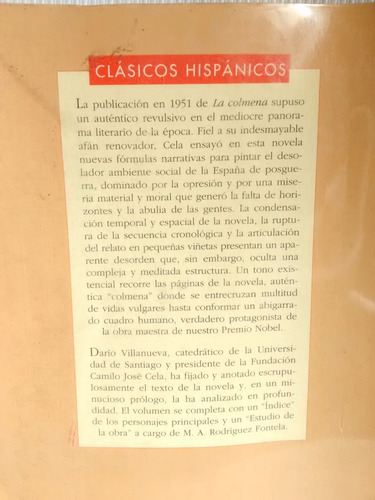 CLÁSICOS HISPÁNICOS
La publicación en 1951 de La colmena supuso
un auténtico revulsivo en el mediocre panora-
ma literario de la época. Fiel a su indesmayable
afán renovador, Cela ensayó en esta novela
nuevas fórmulas narrativas para pintar el deso-
lador ambiente social de la España de posgue-
rra, dominado por la opresión y por una mise-
ria material y moral que generó la falta de hori-
zontes y la abulia de las gentes. La condensa-
ción temporal y espacial de la novela, la ruptu-
ra de la secuencia cronológica y la articulación
del relato en pequeñas viñetas presentan un apa-
rente desorden que, sin embargo, oculta una
compleja y meditada estructura. Un tono exis-
tencial recorre las páginas de la novela, autén-
tica "colmena" donde se entrecruzan multitud
de vidas vulgares hasta conformar un abigarra-
do cuadro humano, verdadero protagonista de
la obra maestra de nuestro Premio Nobel.
Darío Villanueva, catedrático de la Universi-
dad de Santiago y presidente de la Fundación
Camilo José Cela, ha fijado y anotado escrupu-
losamente el texto de la novela y, en un mi-
nucioso prólogo, la ha analizado en profun-
didad. El volumen se completa con un "Índice"
de los personajes principales y un "Estudio de
la obra" a cargo de M. A. Rodríguez Fontela.